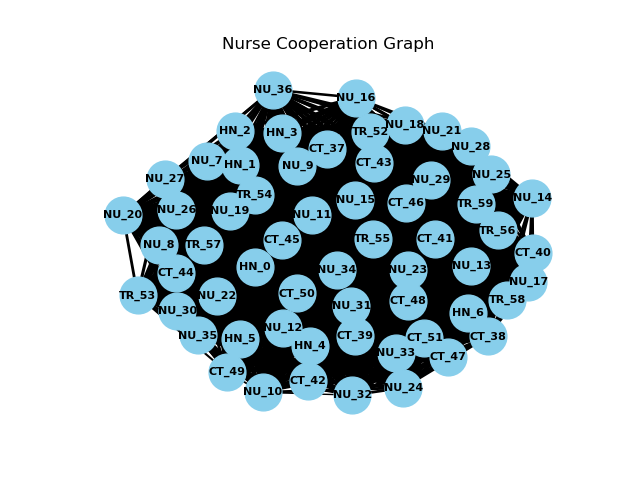 Nurse Cooperation Graph
NU_36
NU_16
NU_18
HN_2
HN_3
TR_52
NU_21
NU_28
CT_37
NU_7
HN_1
NU_9
CT_43
NU_25
NU_27
NU_29
TR_54
NU_14
NU_20
NU_26
NU_19
NU_11
NU_15
CT_46
TR_59
TR_56
NU_8
TR_57
CT_45
TR_55
CT_41
CT_40
CT_44
HN_0
NU_34
NU_23
NU_13
NU_17
TR_53
NU_22
CT_50
CT_48
TR_58
NU_30
NU_31
HN_6
NU_35
HN_5
NU_12
HN_4
CT_39
CT_51
CT_38
NU_33
CT_47
CT_49
CT_42
NU_10
NU_32
NU_24